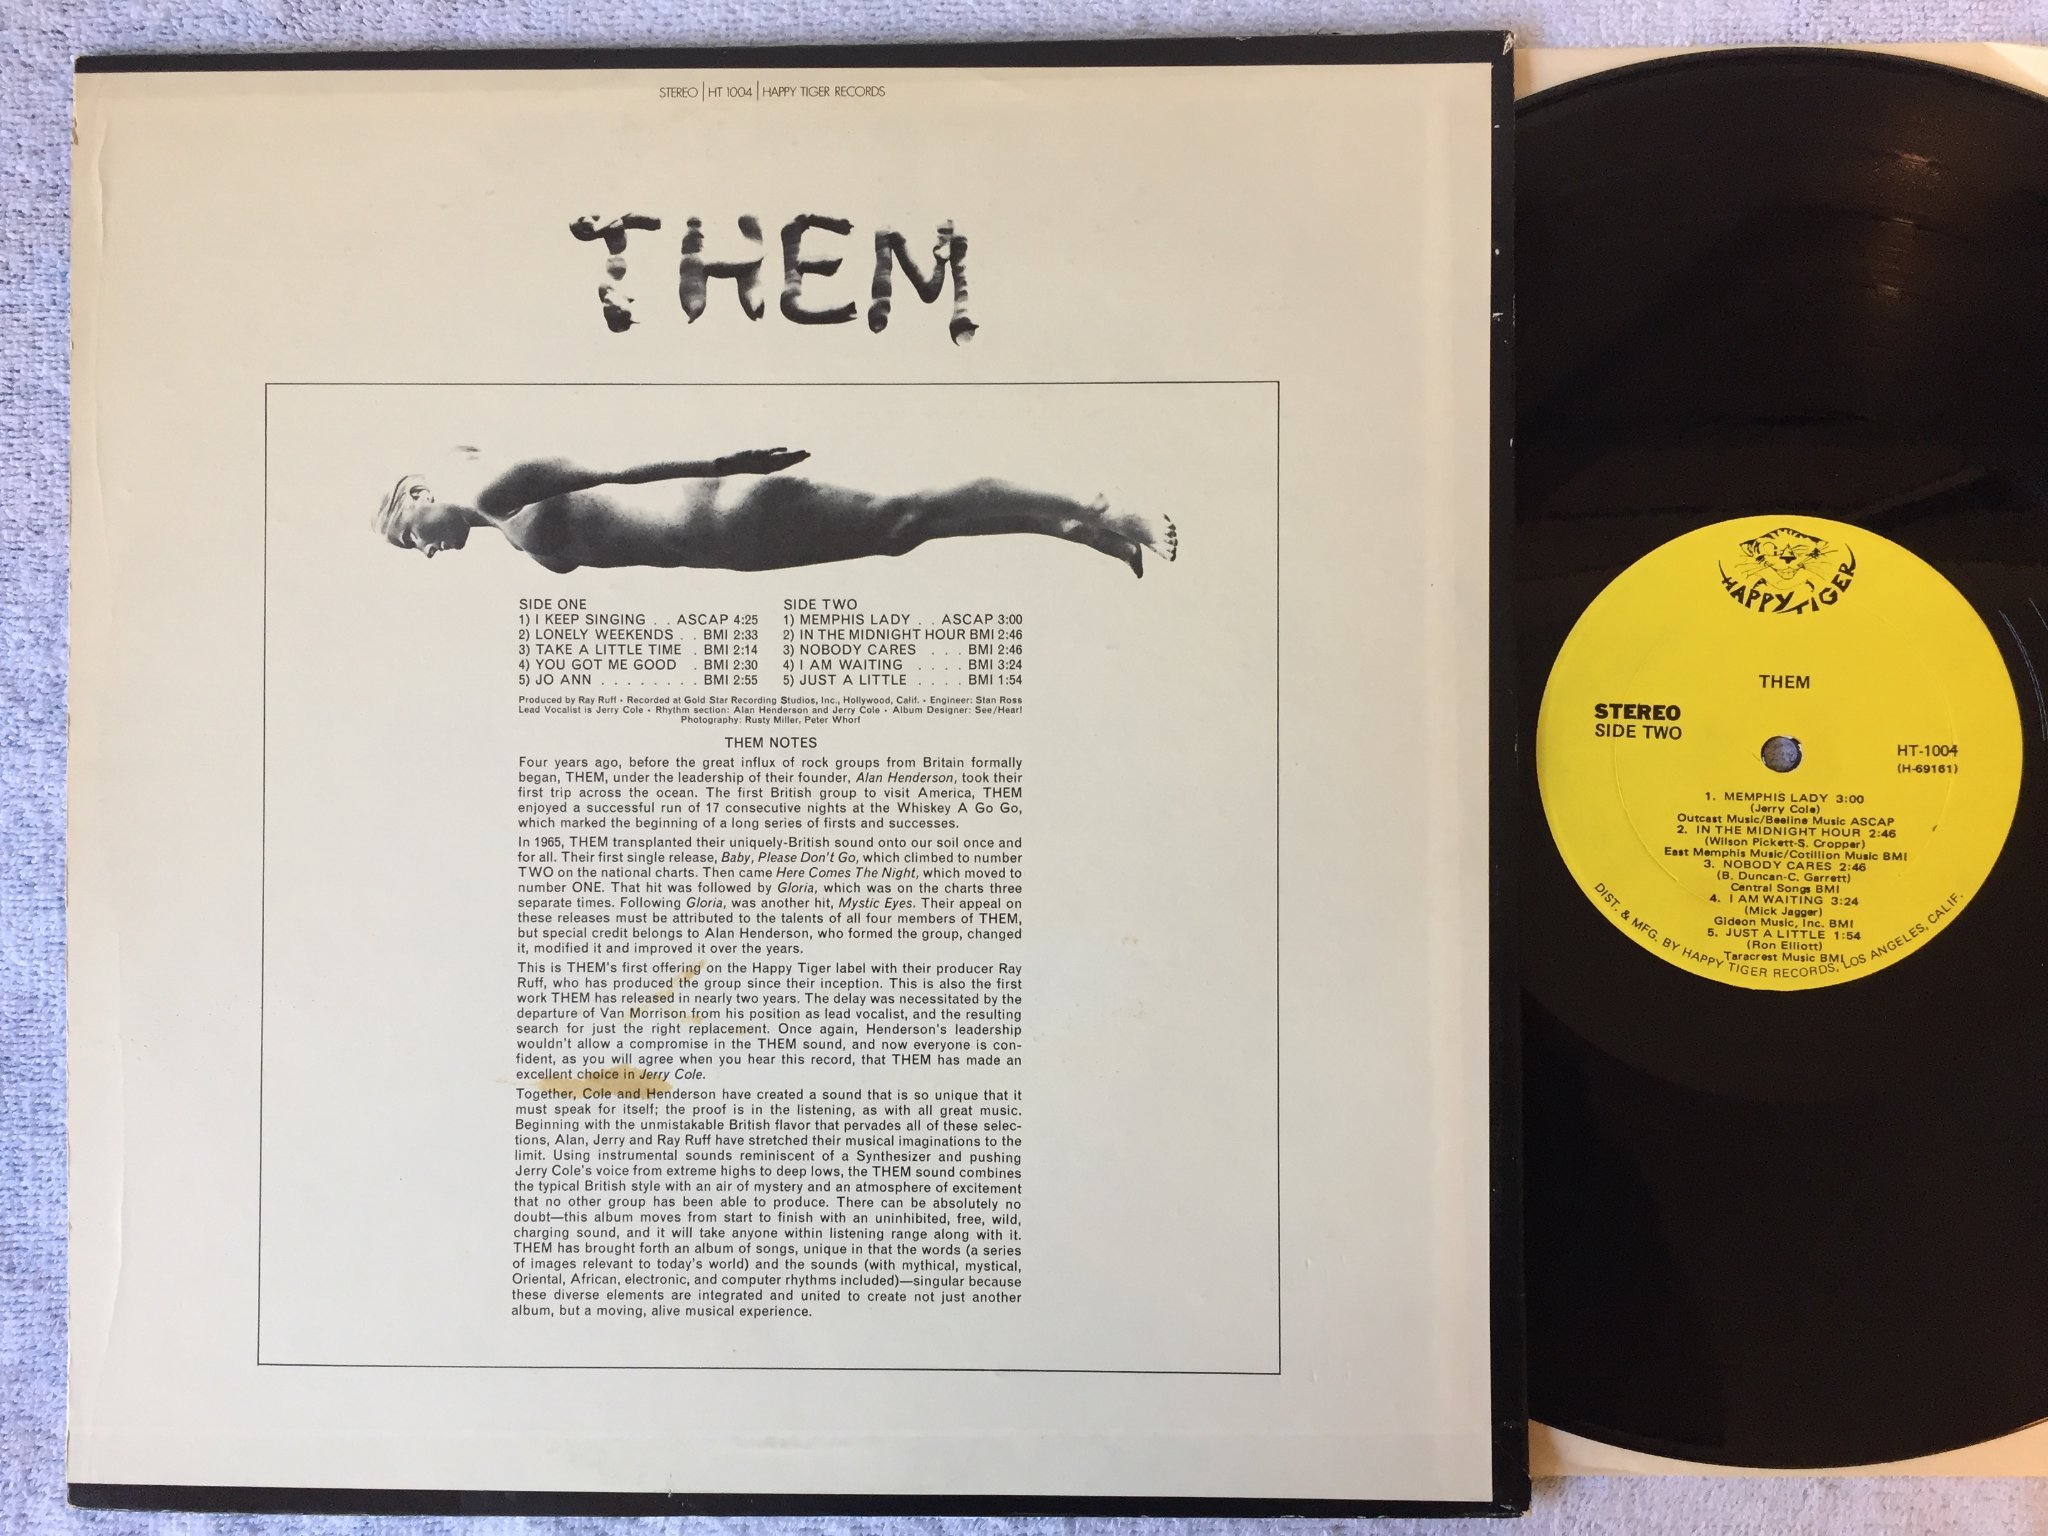 STEREO | HT 1004 | HAPPY TIGER RECORDS
THEM
SIDE ONE
1) I KEEP SINGING . . ASCAP 4:25
2) LONELY WEEKENDS . . BMI 2:33
3) TAKE A LITTLE TIME . BMI 2:14
4) YOU GOT ME GOOD . BMI 2:30
5) JO ANN . . . . . . . . BMI 2:55
SIDE TWO
1) MEMPHIS LADY . . ASCAP 3:00
2) IN THE MIDNIGHT HOUR BMI 2:46
3) NOBODY CARES . . . BMI 2:46
4) I AM WAITING . . . . BMI 3:24
5) JUST A LITTLE . . . . BMI 1:54
Produced by Ray Ruff • Recorded at Gold Star Recording Studios, Inc., Hollywood, Calif. • Engineer: Stan Ross
Lead Vocalist is Jerry Cole • Rhythm section: Alan Henderson and Jerry Cole • Album Designer: See/Hear!
Photography: Rusty Miller, Peter Whorf
THEM NOTES
Four years ago, before the great influx of rock groups from Britain formally
began, THEM, under the leadership of their founder, Alan Henderson, took their
first trip across the ocean. The first British group to visit America, THEM
enjoyed a successful run of 17 consecutive nights at the Whiskey A Go Go,
which marked the beginning of a long series of firsts and successes.
In 1965, THEM transplanted their uniquely-British sound onto our soil once and
for all. Their first single release, Baby, Please Don't Go, which climbed to number
TWO on the national charts. Then came Here Comes The Night, which moved to
number ONE. That hit was followed by Gloria, which was on the charts three
separate times. Following Gloria, was another hit, Mystic Eyes. Their appeal on
these releases must be attributed to the talents of all four members of THEM,
but special credit belongs to Alan Henderson, who formed the group, changed
it, modified it and improved it over the years.
This is THEM's first offering on the Happy Tiger label with their producer Ray
Ruff, who has produced the group since their inception. This is also the first
work THEM has released in nearly two years. The delay was necessitated by the
departure of Van Morrison from his position as lead vocalist, and the resulting
search for just the right replacement. Once again, Henderson's leadership
wouldn't allow a compromise in the THEM sound, and now everyone is con-
fident, as you will agree when you hear this record, that THEM has made an
excellent choice in Jerry Cole.
Together, Cole and Henderson have created a sound that is so unique that it
must speak for itself; the proof is in the listening, as with all great music.
Beginning with the unmistakable British flavor that pervades all of these selec-
tions, Alan, Jerry and Ray Ruff have stretched their musical imaginations to the
limit. Using instrumental sounds reminiscent of a Synthesizer and pushing
Jerry Cole's voice from extreme highs to deep lows, the THEM sound combines
the typical British style with an air of mystery and an atmosphere of excitement
that no other group has been able to produce. There can be absolutely no
doubt—this album moves from start to finish with an uninhibited, free, wild,
charging sound, and it will take anyone within listening range along with it.
THEM has brought forth an album of songs, unique in that the words (a series
of images relevant to today's world) and the sounds (with mythical, mystical,
Oriental, African, electronic, and computer rhythms included)—singular because
these diverse elements are integrated and united to create not just another
album, but a moving, alive musical experience.
HAPPY TIGER
THEM
STEREO
SIDE TWO
HT-1004
(H-69161)
1. MEMPHIS LADY 3:00
(Jerry Cole)
Outcast Music/Beeline Music ASCAP
2. IN THE MIDNIGHT HOUR 2:46
(Wilson Pickett-S. Cropper)
East Memphis Music/Cotillion Music BMI
3. NOBODY CARES 2:46
(B. Duncan-C. Garrett)
Central Songs BMI
4. I AM WAITING 3:24
(Mick Jagger)
Gideon Music, Inc. BMI
5. JUST A LITTLE 1:54
(Ron Elliott)
Taracrest Music BMI
DIST. & MFG. BY HAPPY TIGER RECORDS, LOS ANGELES, CALIF.